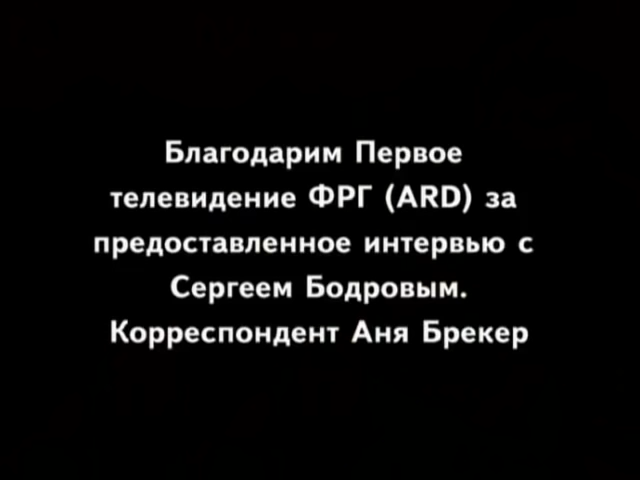 Благодарим Первое
телевидение ФРГ (ARD) за
предоставленное интервью с
Сергеем Бодровым.
Корреспондент Аня Брекер